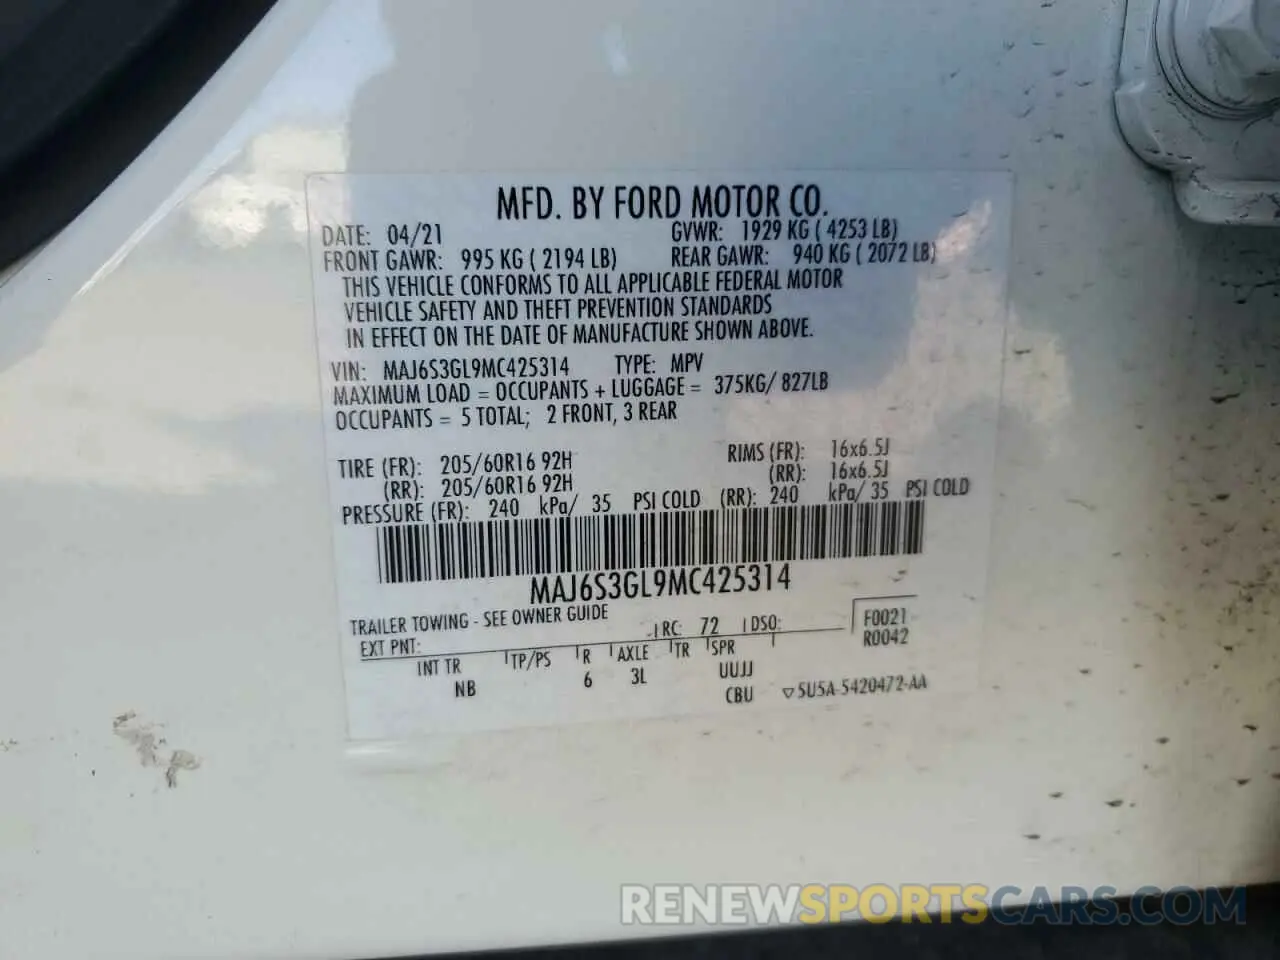 MFD. BY FORD MOTOR CO.
DATE: 04/21 GVWR: 1929 KG ( 4253 LB)
FRONT GAWR: 995 KG ( 2194 LB) REAR GAWR: 940 KG ( 2072 LB)
THIS VEHICLE CONFORMS TO ALL APPLICABLE FEDERAL MOTOR
VEHICLE SAFETY AND THEFT PREVENTION STANDARDS
IN EFFECT ON THE DATE OF MANUFACTURE SHOWN ABOVE.
VIN: MAJ6S3GL9MC425314 TYPE: MPV
MAXIMUM LOAD = OCCUPANTS + LUGGAGE = 375KG/ 827LB
OCCUPANTS = 5 TOTAL; 2 FRONT, 3 REAR
TIRE (FR): 205/60R16 92H RIMS (FR): 16x6.5J
(RR): 205/60R16 92H (RR): 16x6.5J
PRESSURE (FR): 240 kPa/ 35 PSI COLD (RR): 240 kPa/ 35 PSI COLD
MAJ6S3GL9MC425314
TRAILER TOWING - SEE OWNER GUIDE
EXT PNT: RC: 72 DSO: F0021
R0042
INT TR TP/PS R AXLE TR SPR
NB 6 3L UUJJ
CBU 5U5A-5420472-AA
RENEWSPORTSCARS.COM